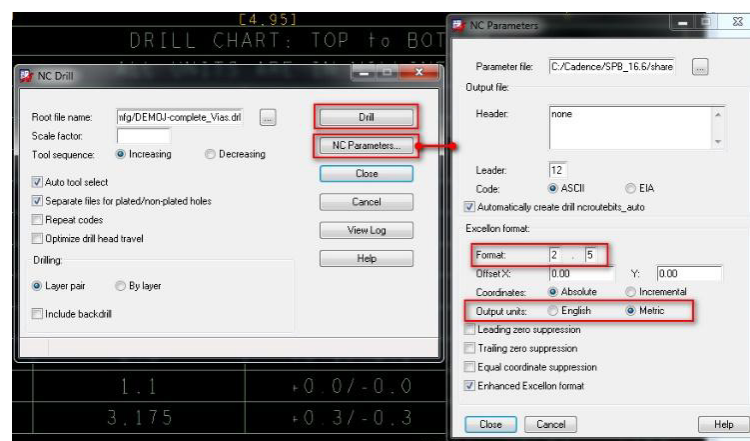 [4.95]
DRILL CHART: TOP to BOT
NC Drill
Root file name: nfg/DEMOJ-complete_Vias.drl ...
Scale factor:
Tool sequence: Increasing Decreasing
Auto tool select
Separate files for plated/non-plated holes
Repeat codes
Optimize drill head travel
Drilling:
Layer pair By layer
Include backdrill
Drill
NC Parameters...
Close
Cancel
View Log
Help
1.1 +0.0/-0.0
3.175 +0.3/-0.3
NC Parameters
Parameter file: C:/Cadence/SPB_16.6/share ...
Output file:
Header: none
Leader: 12
Code: ASCII EIA
Automatically create drill ncroutebits_auto
Excellon format:
Format: 2 . 5
Offset X: 0.00 Y: 0.00
Coordinates: Absolute Incremental
Output units: English Metric
Leading zero suppression
Trailing zero suppression
Equal coordinate suppression
Enhanced Excellon format
Close Cancel Help